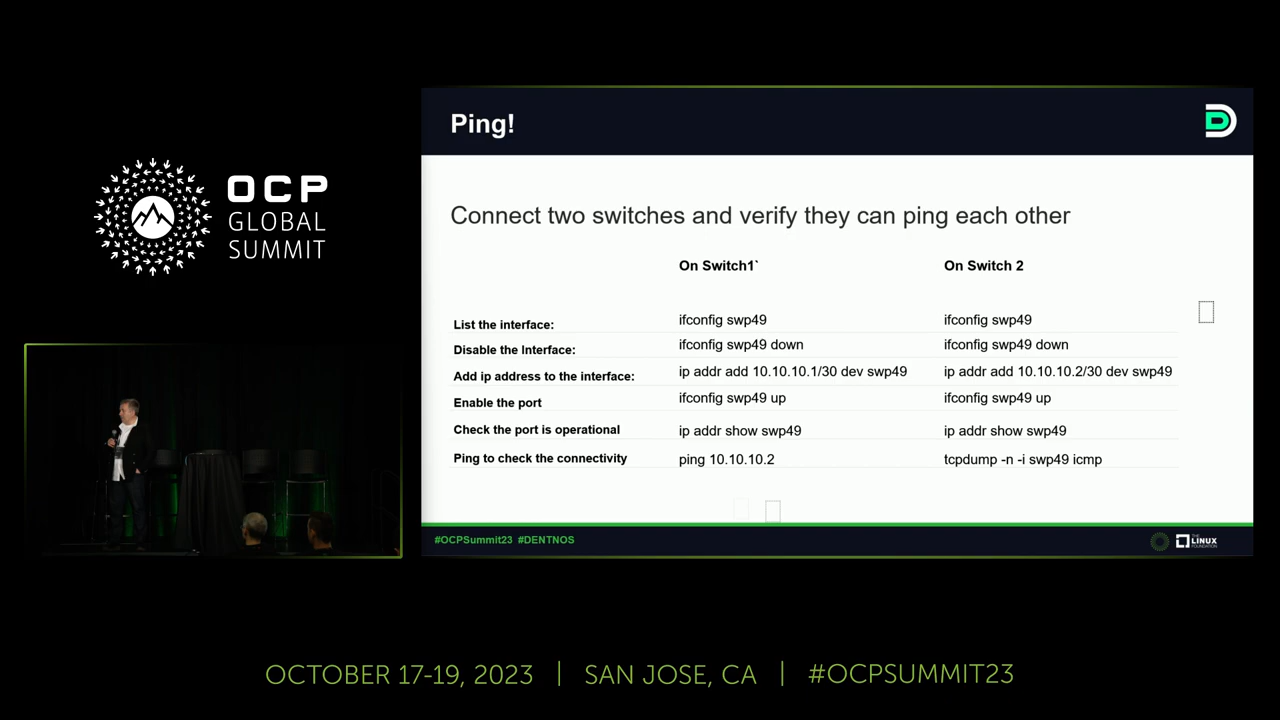 OCP
GLOBAL
SUMMIT
Ping!
Connect two switches and verify they can ping each other
On Switch1` On Switch 2
List the interface: ifconfig swp49 ifconfig swp49
Disable the Interface: ifconfig swp49 down ifconfig swp49 down
Add ip address to the interface: ip addr add 10.10.10.1/30 dev swp49 ip addr add 10.10.10.2/30 dev swp49
Enable the port ifconfig swp49 up ifconfig swp49 up
Check the port is operational ip addr show swp49 ip addr show swp49
Ping to check the connectivity ping 10.10.10.2 tcpdump -n -i swp49 icmp
#OCPSummit23 #DENTNOS
THE
LINUX
FOUNDATION
OCTOBER 17-19, 2023 | SAN JOSE, CA | #OCPSUMMIT23